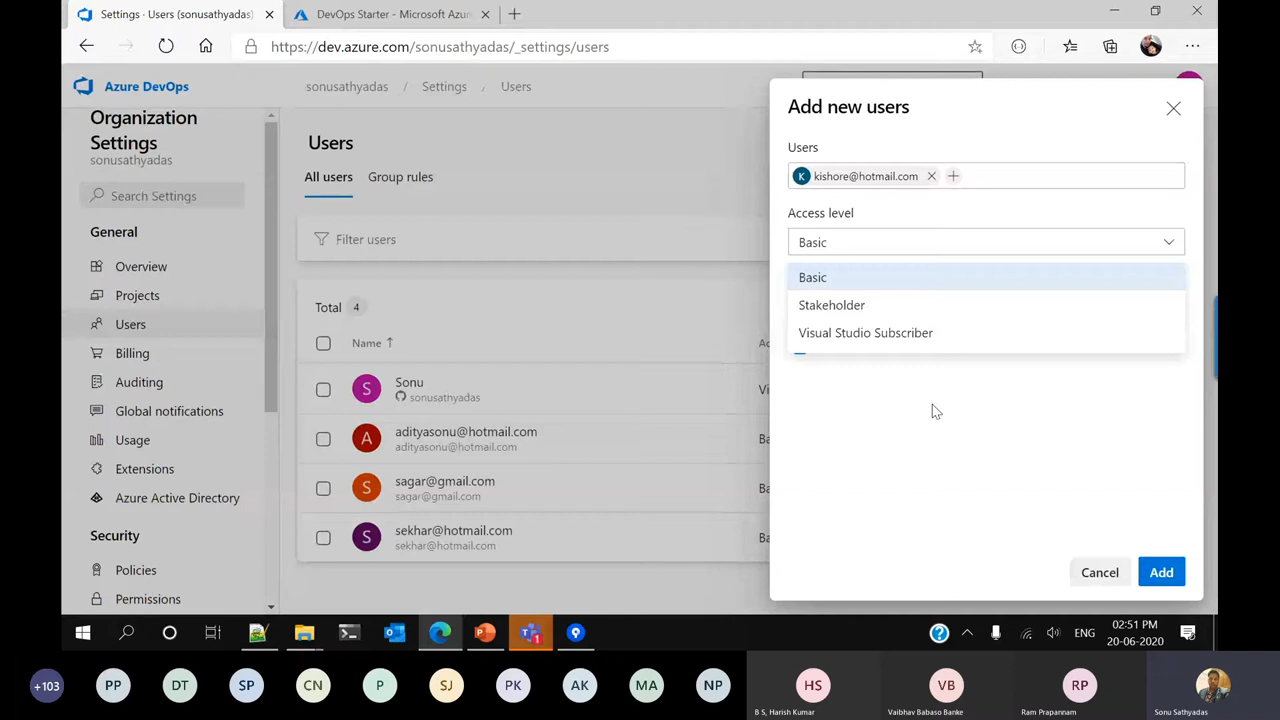 Settings · Users (sonusathyadas)
DevOps Starter - Microsoft Azu
https://dev.azure.com/sonusathyadas/_settings/users
Azure DevOps
sonusathyadas / Settings / Users
Organization
Settings
sonusathyadas
Search Settings
General
Overview
Projects
Users
Billing
Auditing
Global notifications
Usage
Extensions
Azure Active Directory
Security
Policies
Permissions
Users
All users
Group rules
Filter users
Total 4
Name
Ac
S
Sonu
sonusathyadas
Vi
A
adityasonu@hotmail.com
adityasonu@hotmail.com
Ba
S
sagar@gmail.com
sagar@gmail.com
Ba
S
sekhar@hotmail.com
sekhar@hotmail.com
Ba
Add new users
Users
K kishore@hotmail.com
Access level
Basic
Basic
Stakeholder
Visual Studio Subscriber
Cancel
Add
1
ENG
02:51 PM
20-06-2020
+103
PP
DT
SP
CN
P
SJ
PK
AK
MA
NP
HS
B S, Harish Kumar
VB
Vaibhav Babaso Banke
RP
Ram Prapannam
Sonu Sathyadas